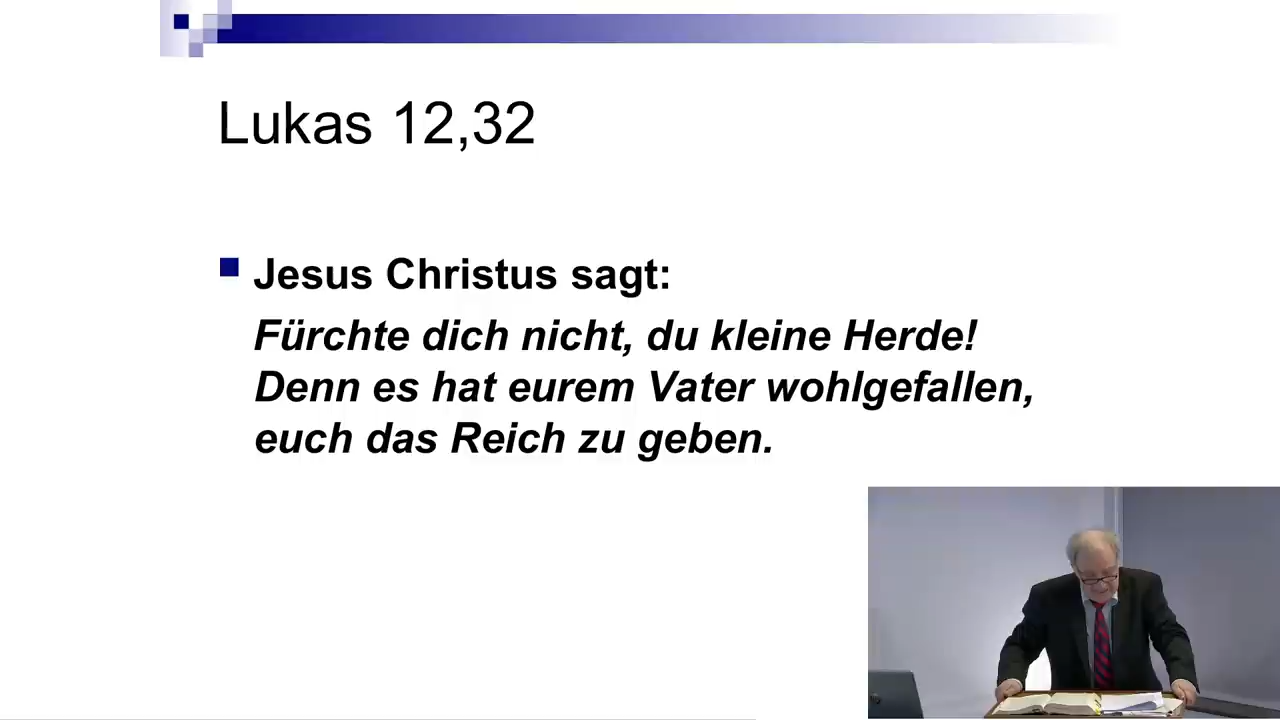 Lukas 12,32
Jesus Christus sagt:
Fürchte dich nicht, du kleine Herde!
Denn es hat eurem Vater wohlgefallen,
euch das Reich zu geben.